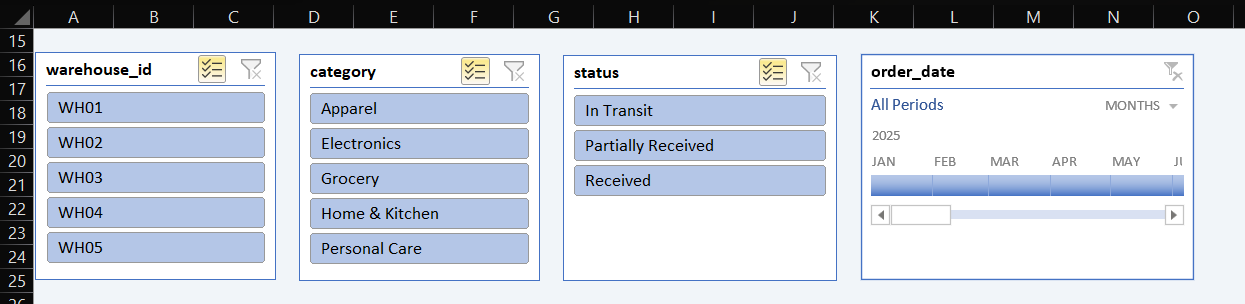 A B C D E F G H I J K L M N O
15
16
17
18
19
20
21
22
23
24
25
26
warehouse_id
WH01
WH02
WH03
WH04
WH05
category
Apparel
Electronics
Grocery
Home & Kitchen
Personal Care
status
In Transit
Partially Received
Received
order_date
All Periods MONTHS
2025
JAN FEB MAR APR MAY